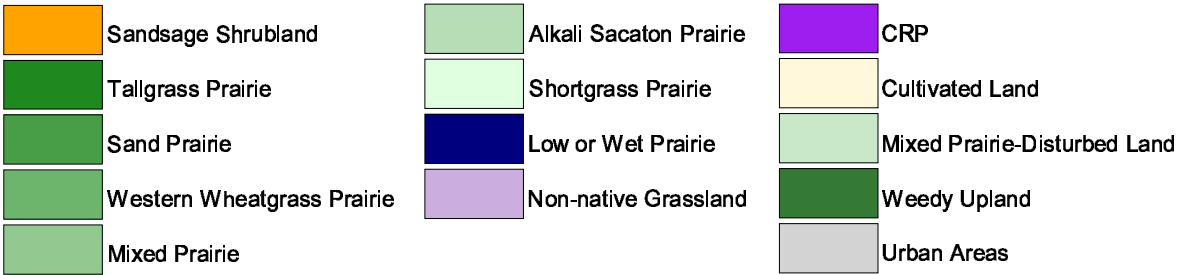 Sandsage Shrubland
Tallgrass Prairie
Sand Prairie
Western Wheatgrass Prairie
Mixed Prairie
Alkali Sacaton Prairie
Shortgrass Prairie
Low or Wet Prairie
Non-native Grassland
CRP
Cultivated Land
Mixed Prairie-Disturbed Land
Weedy Upland
Urban Areas